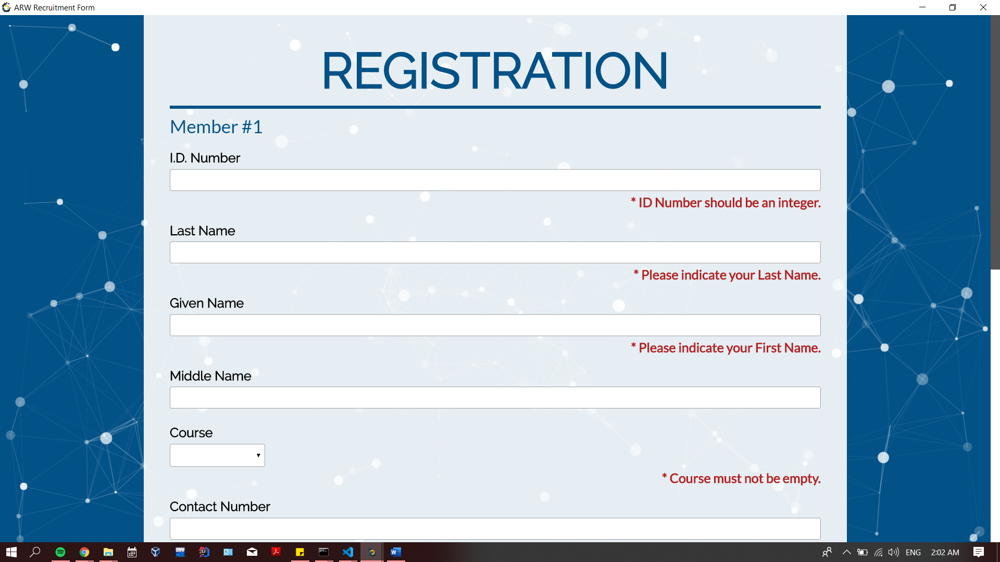 ARW Recruitment Form
REGISTRATION
Member #1
I.D. Number
* ID Number should be an integer.
Last Name
* Please indicate your Last Name.
Given Name
* Please indicate your First Name.
Middle Name
Course
* Course must not be empty.
Contact Number
DEV
IJ
W
ENG
2:02 AM